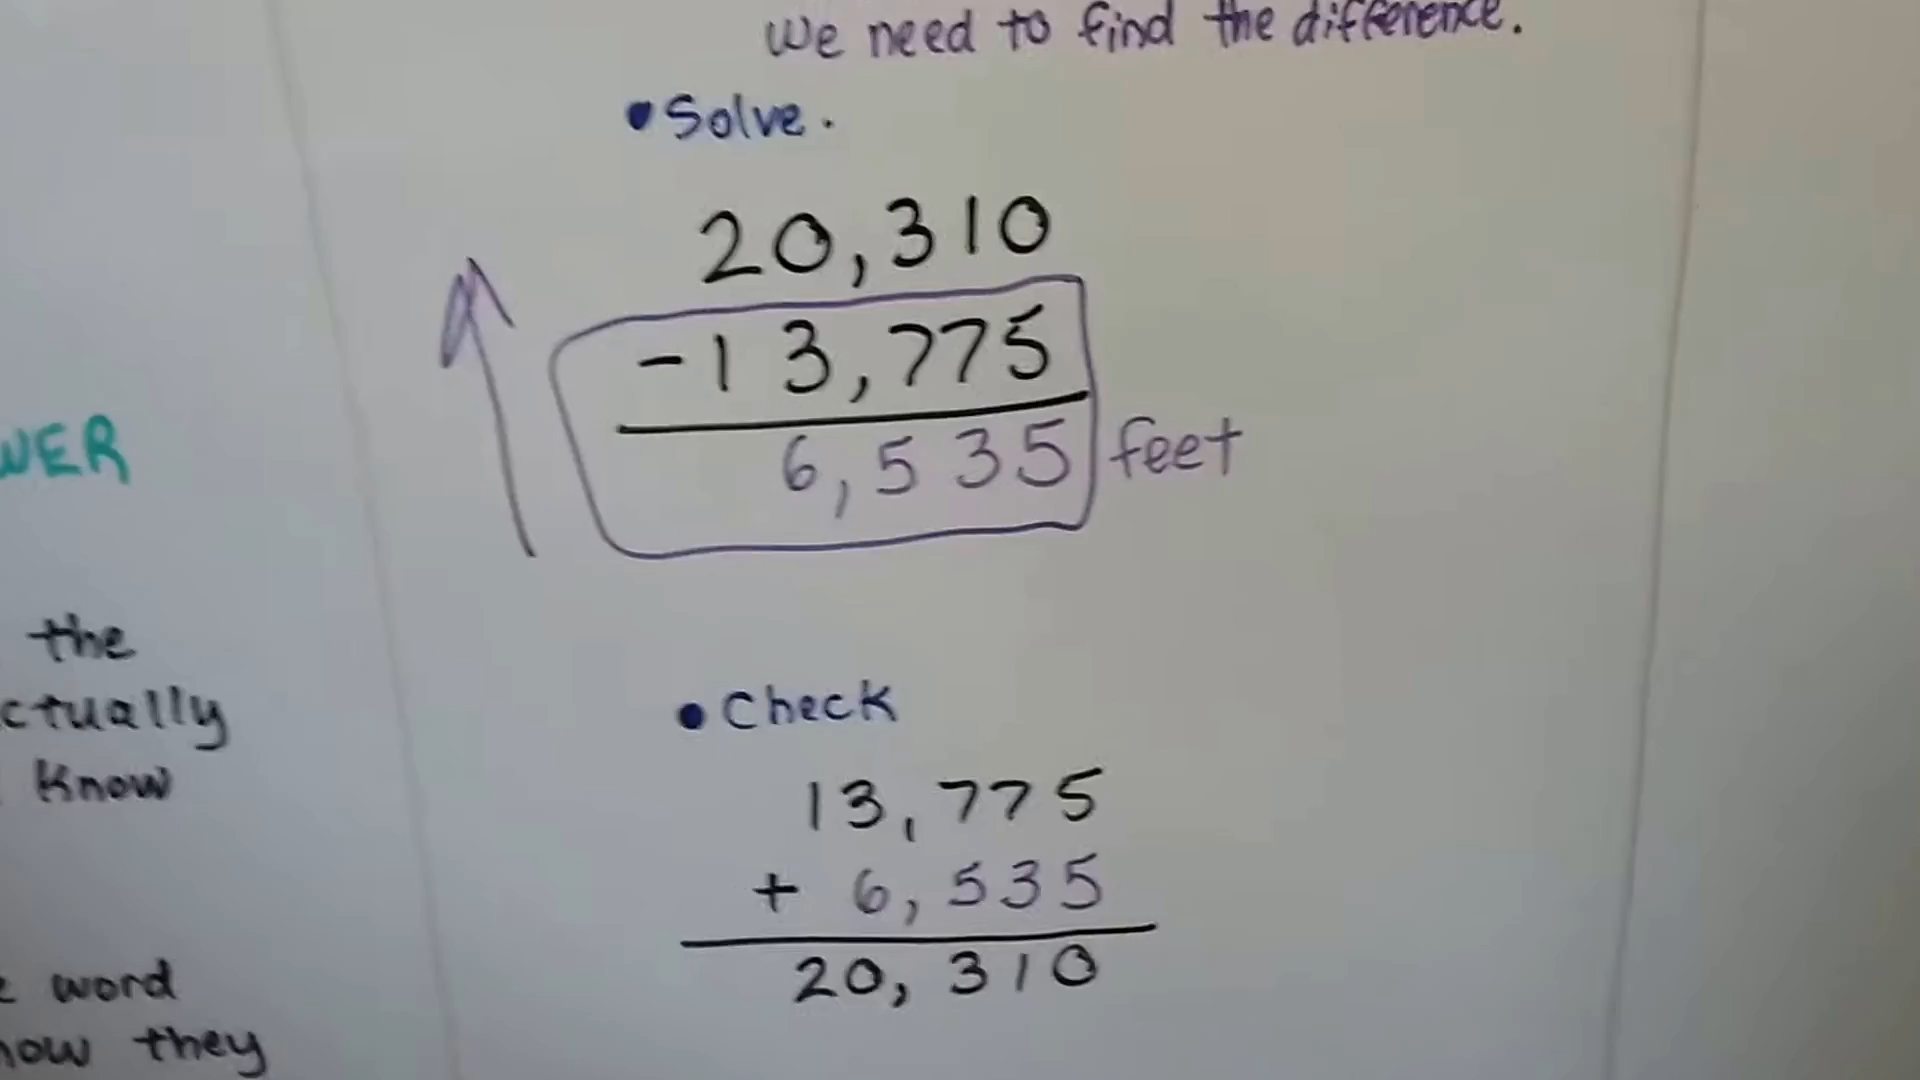 we need to find the difference.
• Solve.
20,310
-13,775
6,535 feet
• Check
13,775
+ 6,535
20,310
WER
the
ctually
know
word
now they